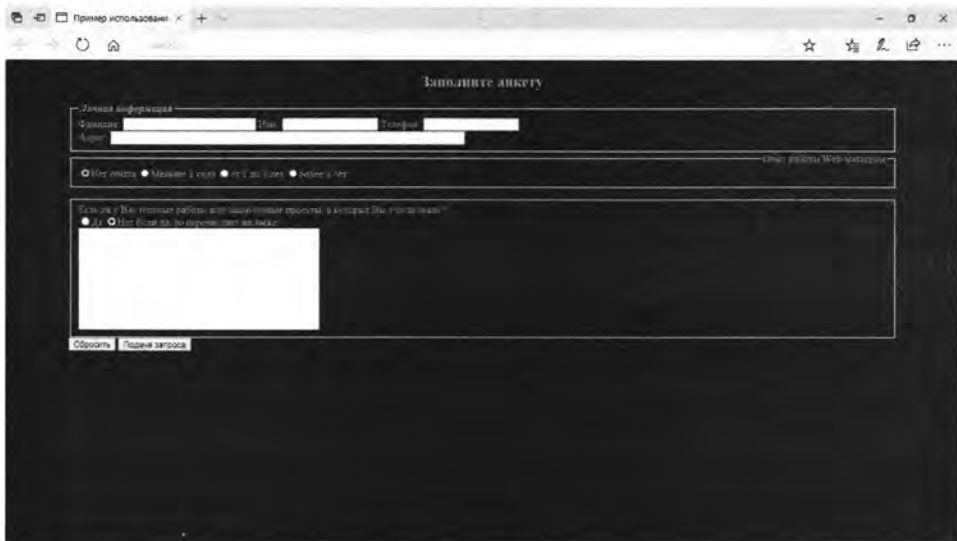 Пример использовани
Заполните анкету
Личная информация
Фамилия: Имя: Телефон:
Адрес:
Опыт работы Web-мастером
Нет опыта Меньше 1 года от 1 до 3 лет более 3 лет
Есть ли у Вас готовые работы или законченные проекты, в которых Вы участвовали?
Да Нет Если да, то перечислите их ниже:
Сбросить Подача запроса